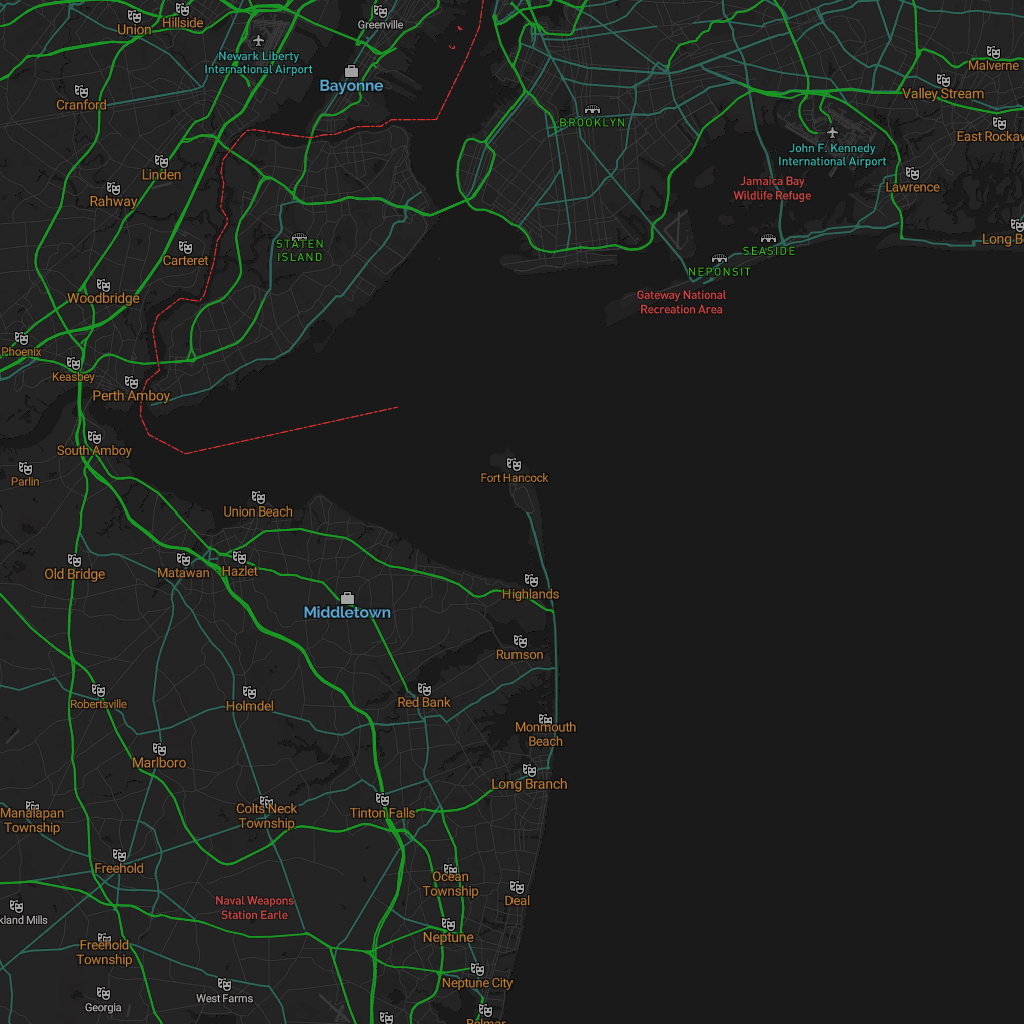 Hillside
Union
Greenville
Newark Liberty
International Airport
Malverne
Bayonne
Valley Stream
Cranford
BROOKLYN
East Rockaw
John F. Kennedy
International Airport
Linden
Jamaica Bay
Wildlife Refuge
Lawrence
Rahway
STATEN
ISLAND
Long B
SEASIDE
Carteret
NEPONSIT
Woodbridge
Gateway National
Recreation Area
Phoenix
Keasbey
Perth Amboy
South Amboy
Parlin
Fort Hancock
Union Beach
Old Bridge
Matawan
Hazlet
Highlands
Middletown
Rumson
Robertsville
Holmdel
Red Bank
Monmouth
Beach
Marlboro
Long Branch
Manalapan
Township
Colts Neck
Township
Tinton Falls
Freehold
Ocean
Township
Deal
Naval Weapons
Station Earle
kland Mills
Neptune
Freehold
Township
Neptune City
West Farms
Georgia
Belmar